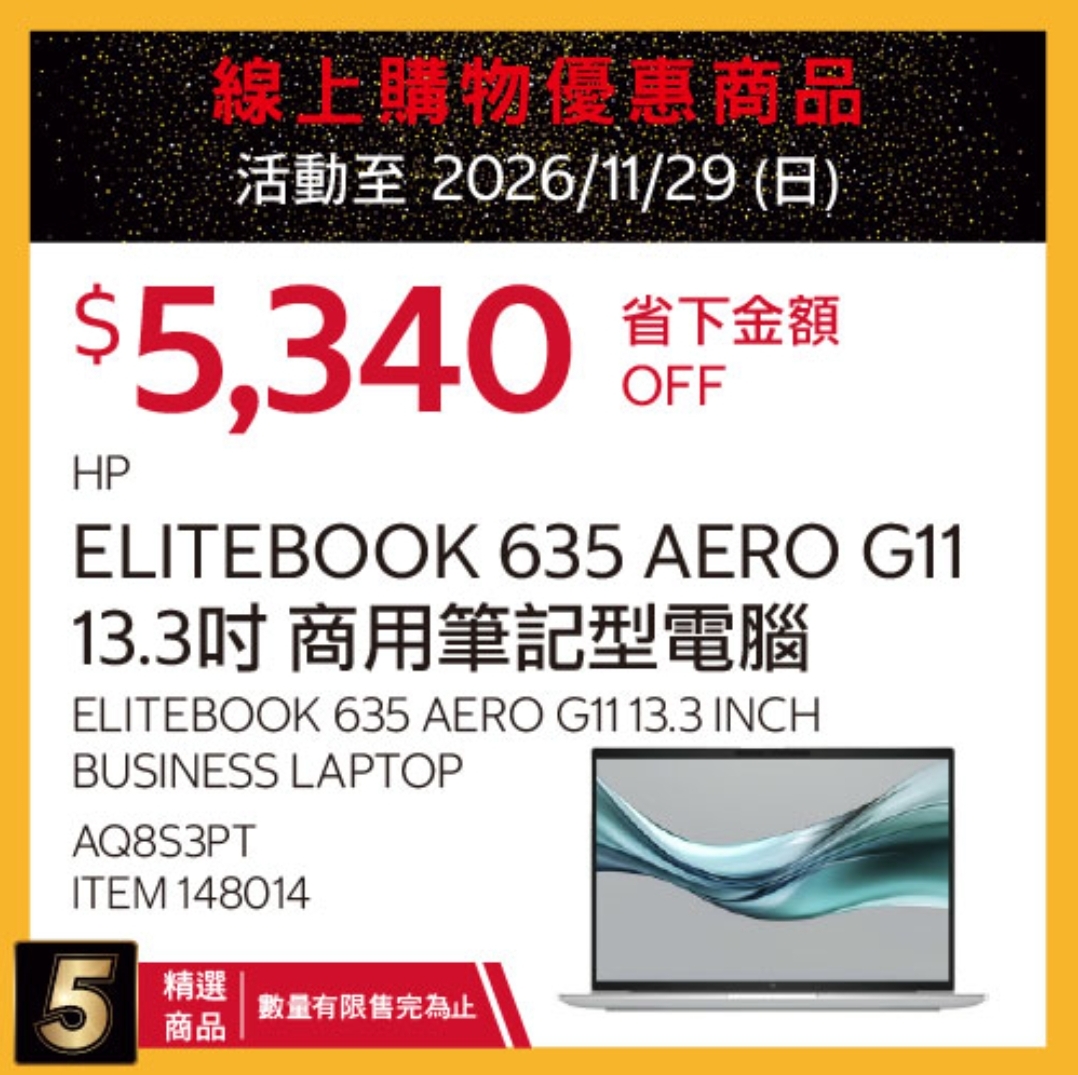 線上購物優惠商品
活動至 2026/11/29 (日)
$5,340 省下金額
OFF
HP
ELITEBOOK 635 AERO G11
13.3吋 商用筆記型電腦
ELITEBOOK 635 AERO G11 13.3 INCH
BUSINESS LAPTOP
AQ8S3PT
ITEM 148014
5
精選
商品
數量有限售完為止